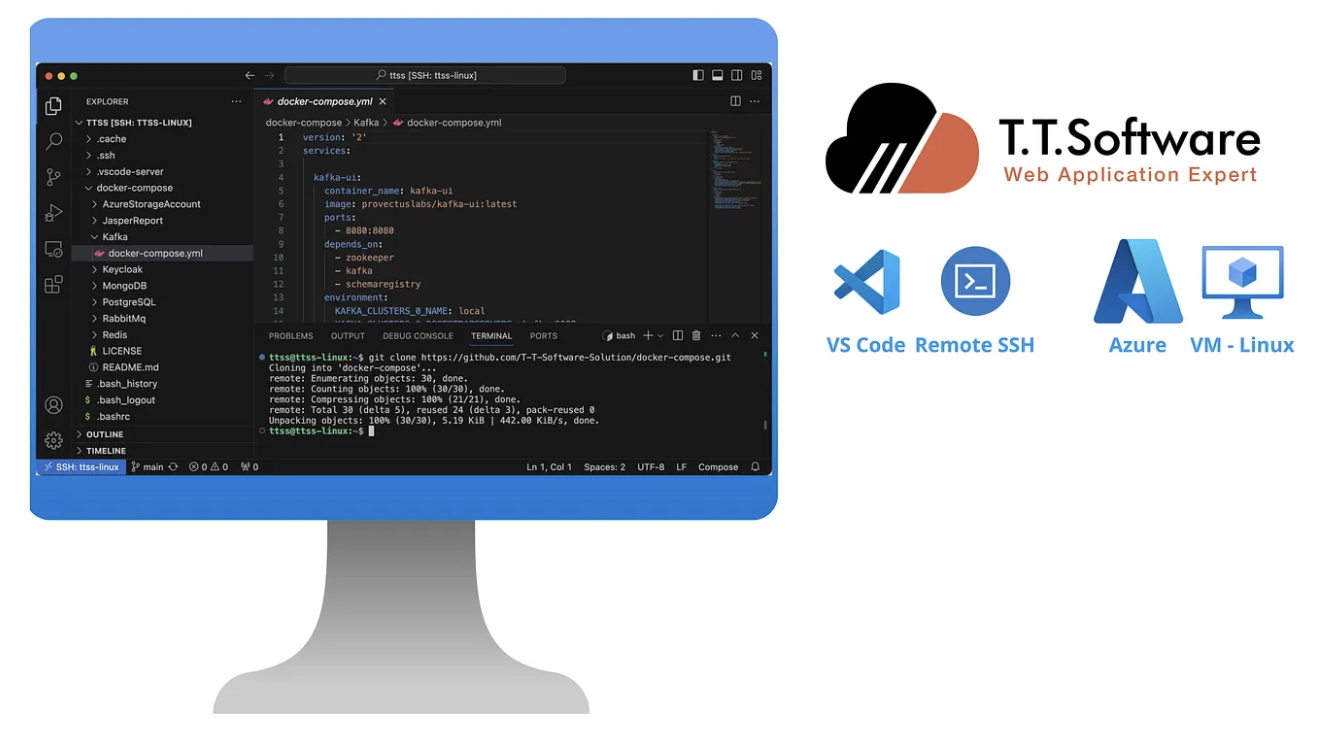 ttss [SSH: ttss-linux]
EXPLORER
TTSS [SSH: TTSS-LINUX]
.cache
.ssh
.vscode-server
docker-compose
AzureStorageAccount
JasperReport
Kafka
docker-compose.yml
Keycloak
MongoDB
PostgreSQL
RabbitMq
Redis
LICENSE
README.md
.bash_history
$ .bash_logout
$ .bashrc
OUTLINE
TIMELINE
docker-compose.yml
docker-compose > Kafka > docker-compose.yml
1 version: '2'
2 services:
3
4 kafka-ui:
5 container_name: kafka-ui
6 image: provectuslabs/kafka-ui:latest
7 ports:
8 - 8080:8080
9 depends_on:
10 - zookeeper
11 - kafka
12 - schemaregistry
13 environment:
14 KAFKA_CLUSTERS_0_NAME: local
PROBLEMS OUTPUT DEBUG CONSOLE TERMINAL PORTS bash
ttss@ttss-linux:~$ git clone https://github.com/T-T-Software-Solution/docker-compose.git
Cloning into 'docker-compose'...
remote: Enumerating objects: 30, done.
remote: Counting objects: 100% (30/30), done.
remote: Compressing objects: 100% (21/21), done.
remote: Total 30 (delta 5), reused 24 (delta 3), pack-reused 0
Unpacking objects: 100% (30/30), 5.19 KiB | 442.00 KiB/s, done.
ttss@ttss-linux:~$
SSH: ttss-linux main 0 0 0 Ln 1, Col 1 Spaces: 2 UTF-8 LF Compose
T.T.Software
Web Application Expert
VS Code Remote SSH Azure VM - Linux